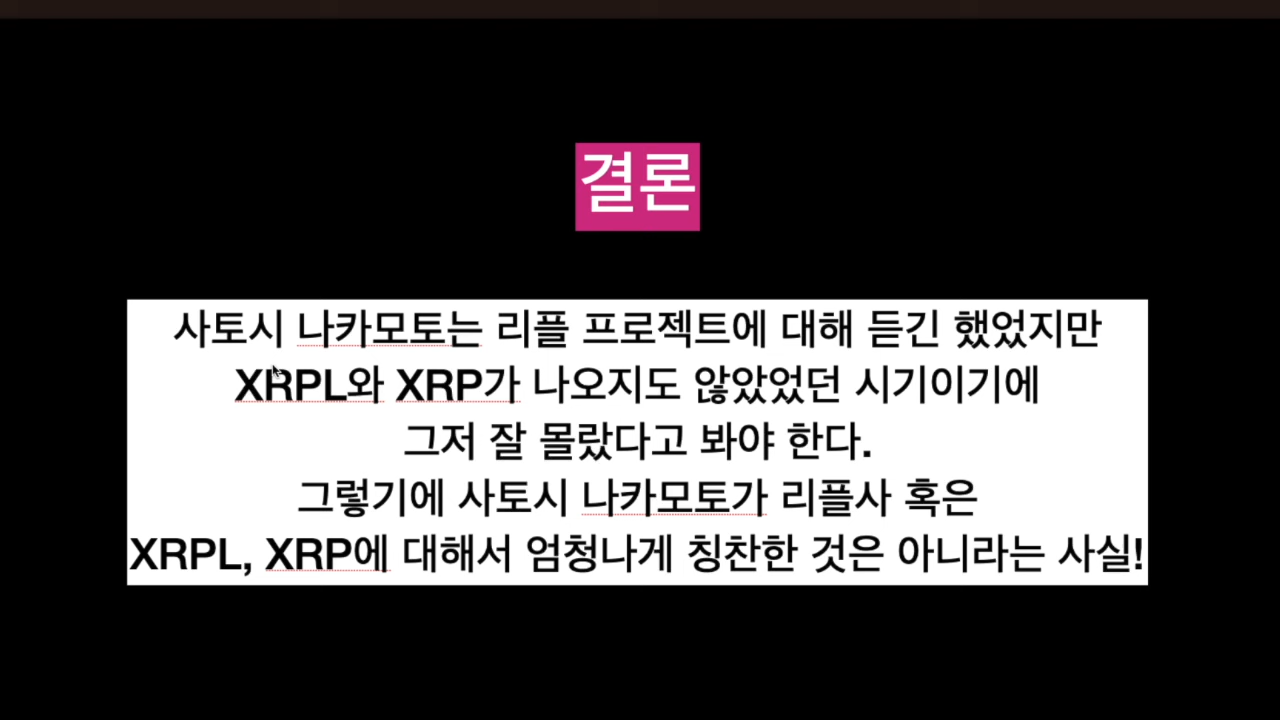 결론
사토시 나카모토는 리플 프로젝트에 대해 듣긴 했었지만
XRPL와 XRP가 나오지도 않았었던 시기이기에
그저 잘 몰랐다고 봐야 한다.
그렇기에 사토시 나카모토가 리플사 혹은
XRPL, XRP에 대해서 엄청나게 칭찬한 것은 아니라는 사실!